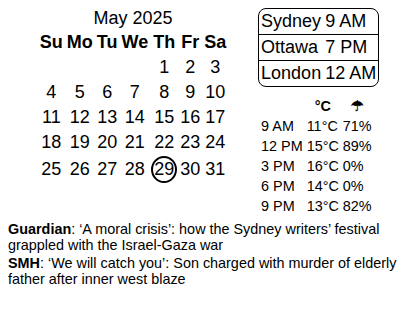 May 2025
Su Mo Tu We Th Fr Sa
1 2 3
4 5 6 7 8 9 10
11 12 13 14 15 16 17
18 19 20 21 22 23 24
25 26 27 28 29 30 31
Sydney 9 AM
Ottawa 7 PM
London 12 AM
°C ☂
9 AM 11°C 71%
12 PM 15°C 89%
3 PM 16°C 0%
6 PM 14°C 0%
9 PM 13°C 82%
Guardian: ‘A moral crisis’: how the Sydney writers’ festival
grappled with the Israel-Gaza war
SMH: ‘We will catch you’: Son charged with murder of elderly
father after inner west blaze